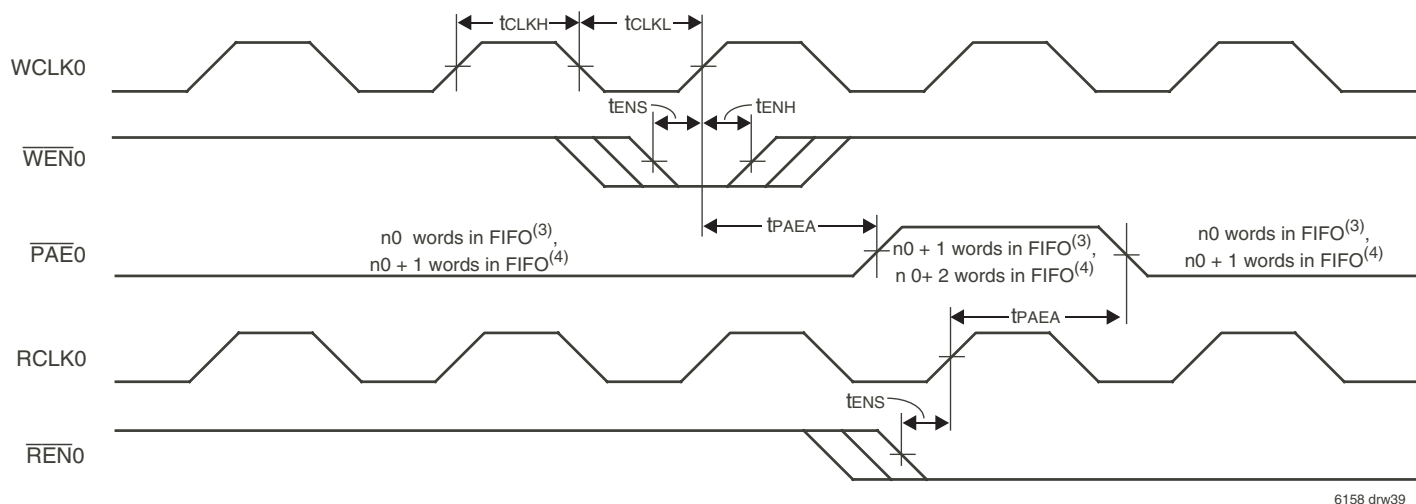 tCLKH
tCLKL
WCLK0
tENS
tENH
WEN0
tPAEA
PAE0
n0 words in FIFO(3),
n0 + 1 words in FIFO(4)
n0 + 1 words in FIFO(3),
n 0+ 2 words in FIFO(4)
n0 words in FIFO(3),
n0 + 1 words in FIFO(4)
tPAEA
RCLK0
tENS
REN0
6158 drw39